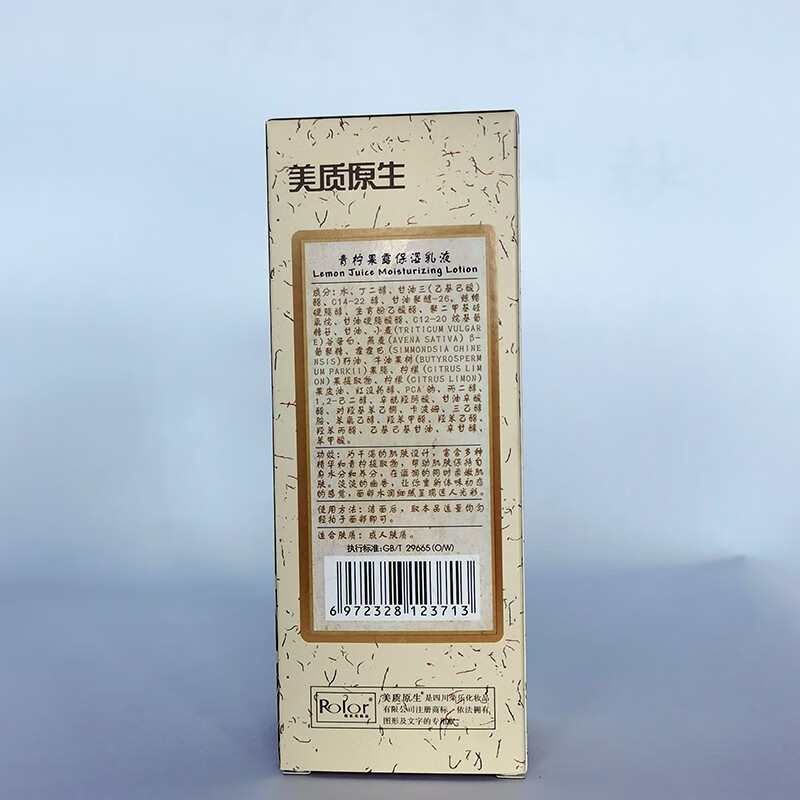 美质原生
青柠果露保湿乳液
Lemon Juice Moisturizing Lotion
成分：水、丁二醇、甘油三(乙基己酸)
酯、C14-22 醇、甘油聚醚-26、鲸蜡
硬脂醇、生育酚乙酸酯、聚二甲基硅
氧烷、甘油硬脂酸酯、C12-20 烷基葡
糖苷、甘油、小麦(TRITICUM VULGAR
E)谷蛋白、燕麦(AVENA SATIVA) β-
葡聚糖、霍霍巴(SIMMONDSIA CHINE
NSIS)籽油、牛油果树(BUTYROSPERM
UM PARKII)果脂、柠檬(CITRUS LIM
ON)果提取物、柠檬(CITRUS LIMON)
果皮油、红没药醇、PCA 钠、丙二醇、
1,2-己二醇、辛酰羟肟酸、甘油辛酸
酯、对羟基苯乙酮、卡波姆、三乙醇
胺、苯氧乙醇、羟苯甲酯、羟苯乙酯、
羟苯丙酯、乙基己基甘油、辛甘醇、
苯甲酸。
功效：为干渴的肌肤设计，富含多种
精华和青柠提取物，帮助肌肤保持自
身水分和养分，在滋润的同时柔嫩肌
肤。淡淡的幽香，让你重新体味初恋
的感觉，面部水润细腻呈现迷人光彩。
使用方法：洁面后，取本品适量均匀
轻拍于面部即可。
适合肤质：成人肤质。
执行标准:GB/T 29665(O/W)
6 972328 123713
Rolor®
美质原生®是四川荣乐化妆品
有限公司注册商标，依法拥有
图形及文字的专用权。